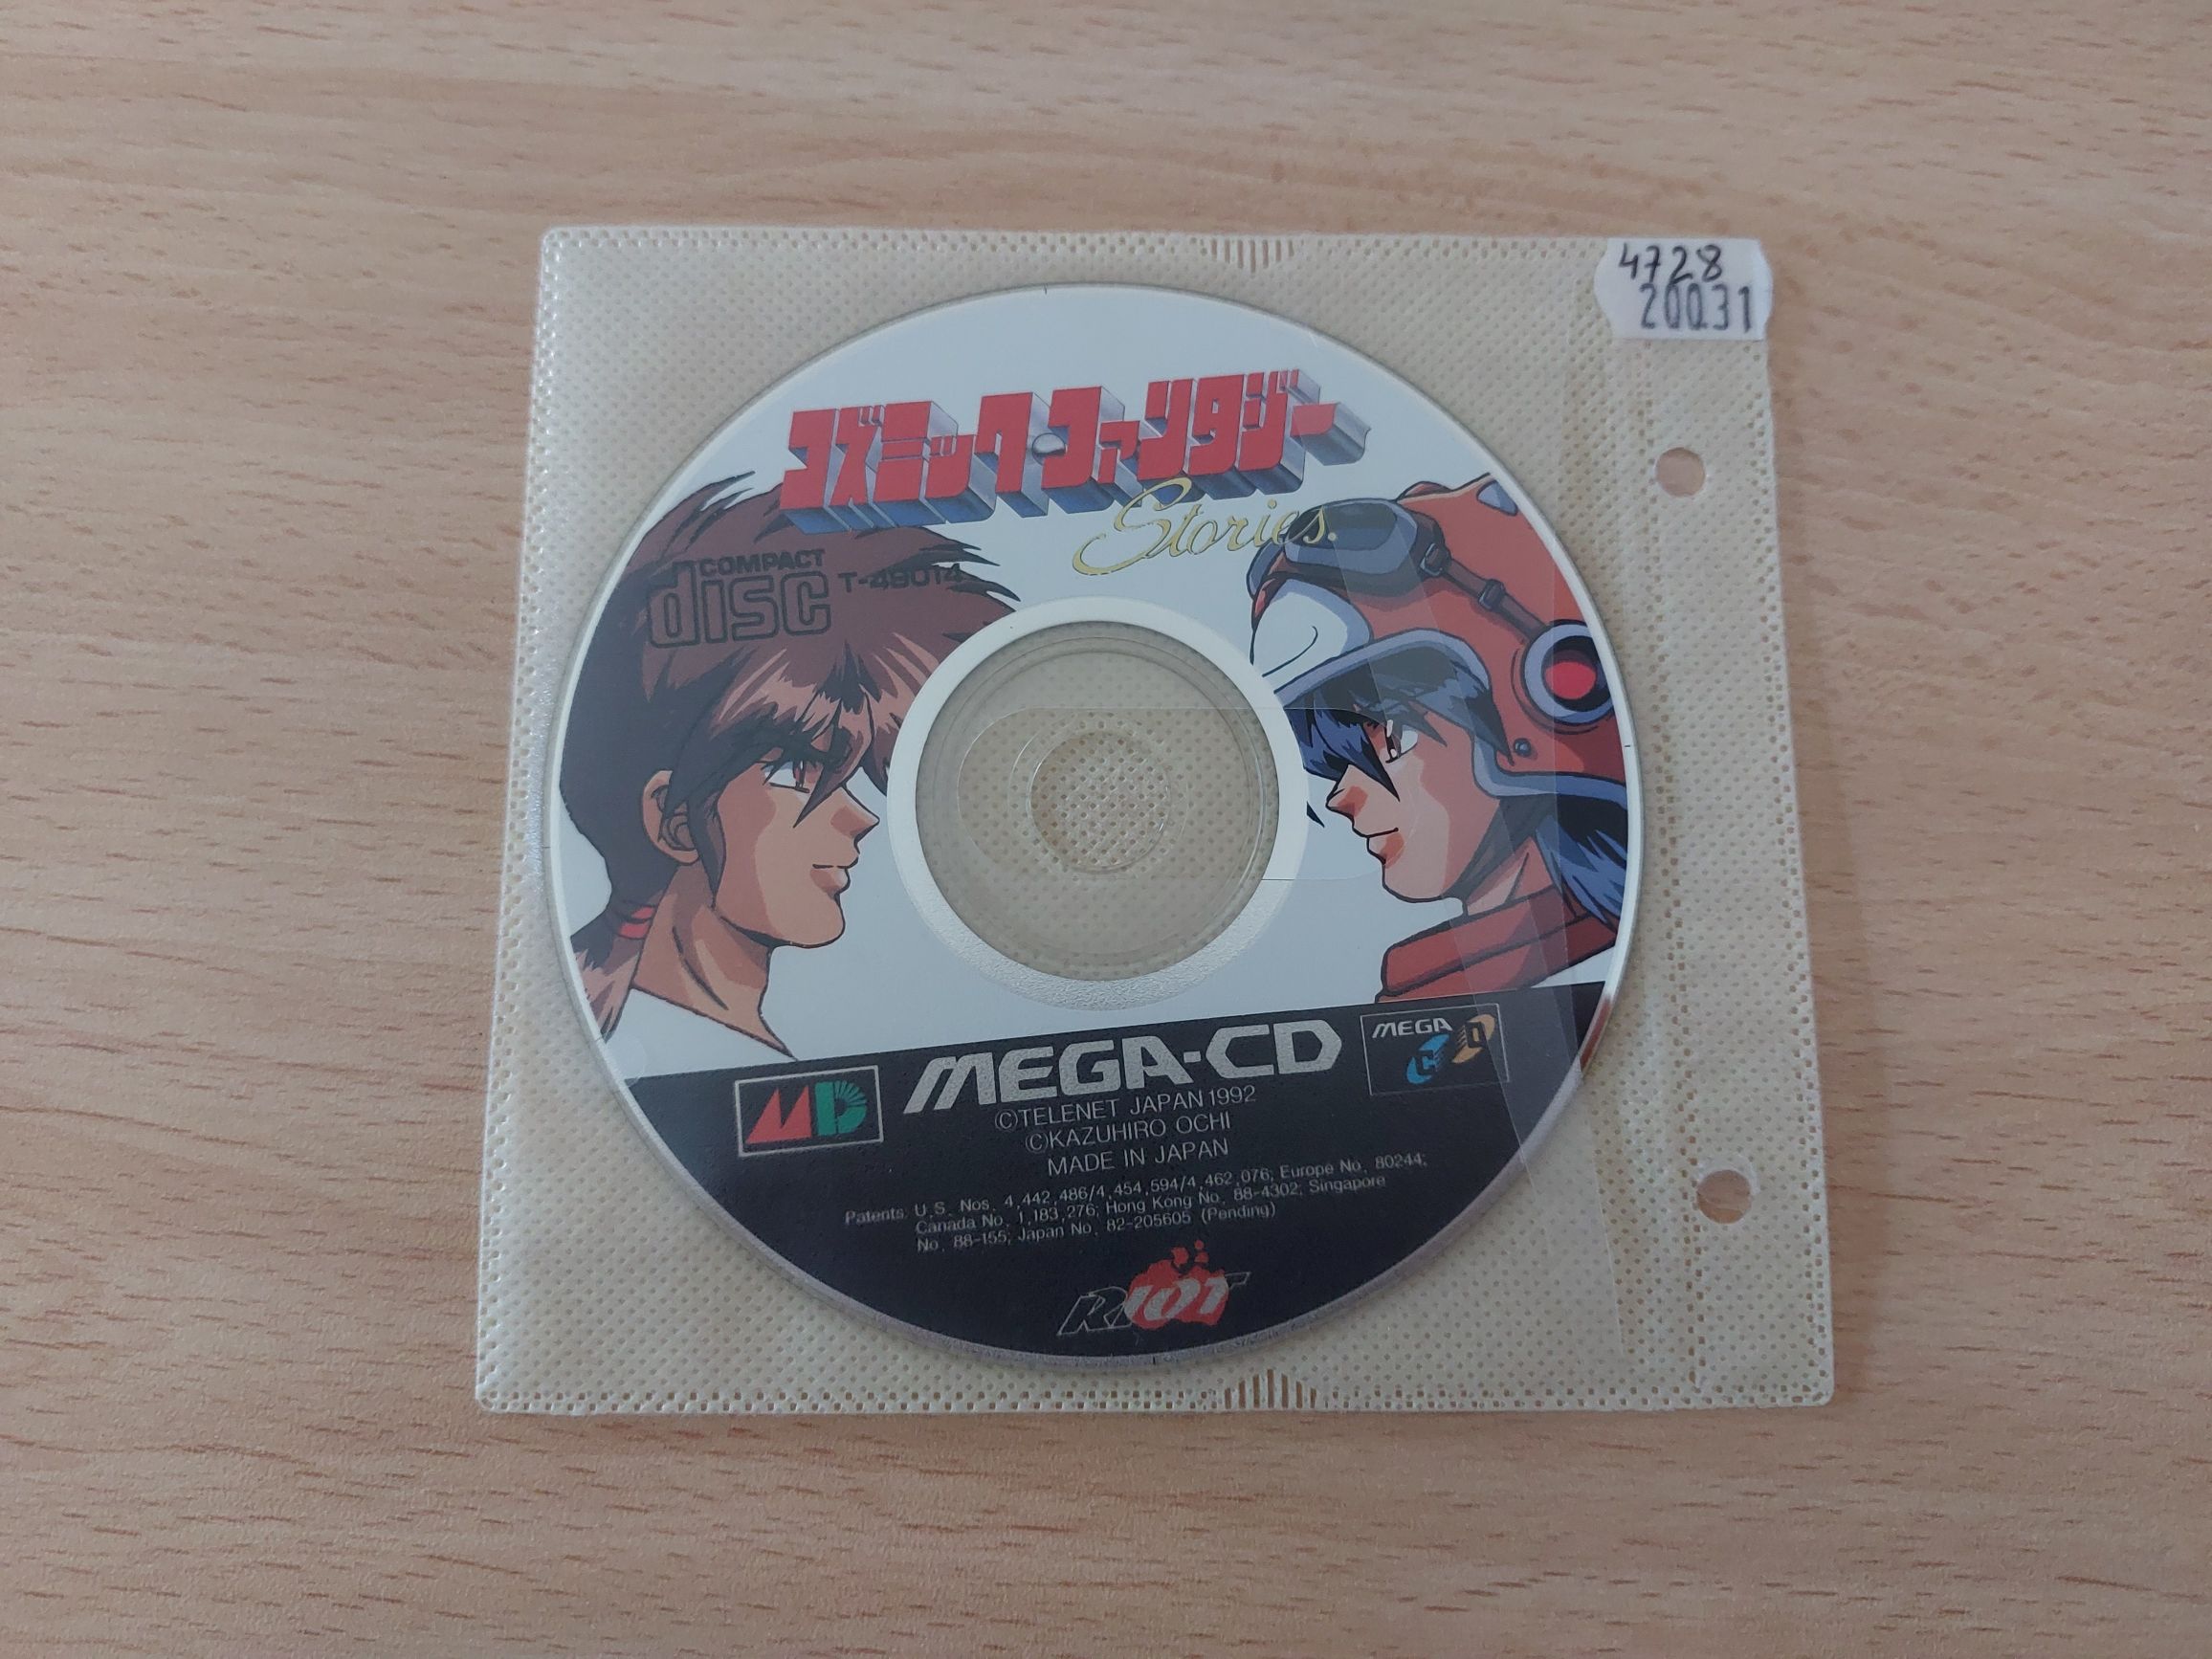 4728
20031
コズミック・ファンタジー
Stories.
COMPACT
disc
T-49014
MEGA-CD
MD
MEGA
CD
©TELENET JAPAN 1992
©KAZUHIRO OCHI
MADE IN JAPAN
Patents: U.S. Nos. 4,442,486/4,454,594/4,462,076; Europe No. 80244;
Canada No. 1,183,276; Hong Kong No. 88-4302; Singapore
No. 88-155; Japan No. 82-205605 (Pending)
RIOT